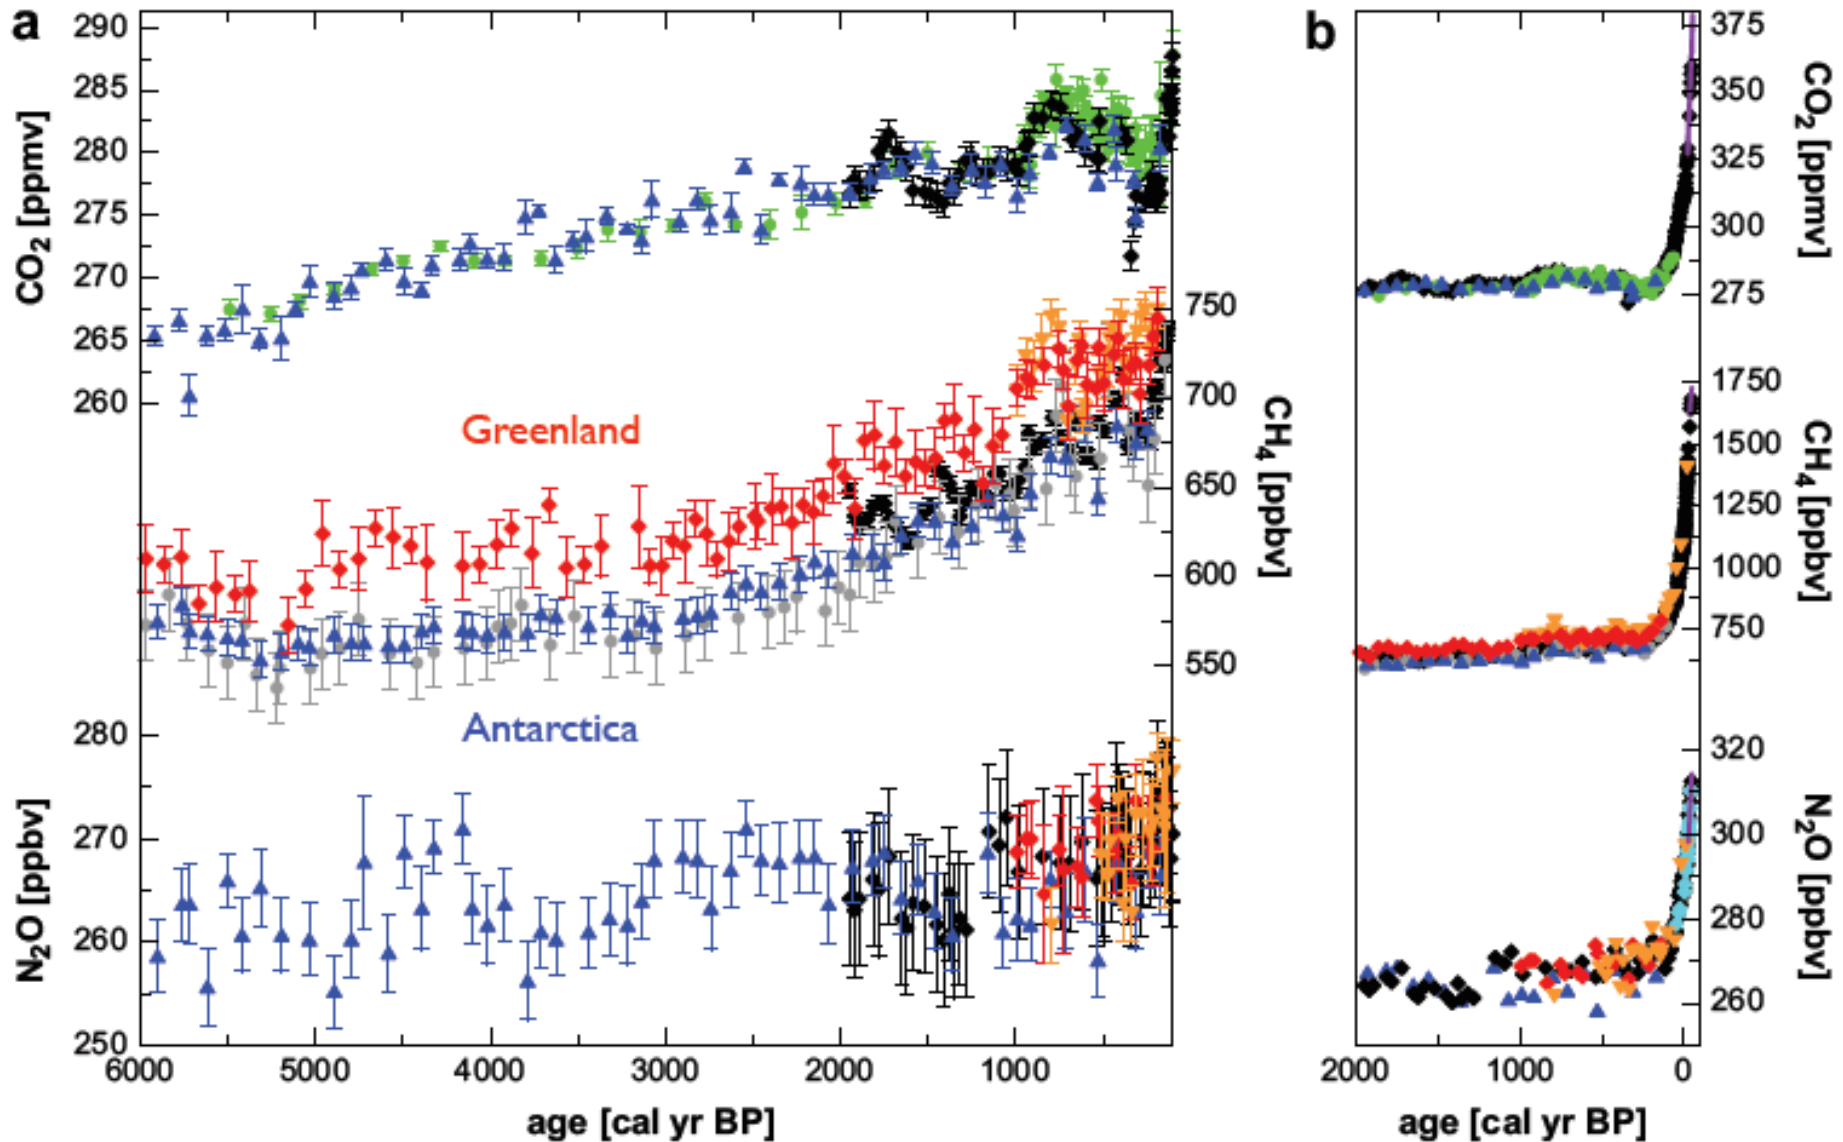 a
290
285
280
275
270
265
260
CO2 [ppmv]
750
700
650
600
550
CH4 [ppbv]
Greenland
Antarctica
280
270
260
250
N2O [ppbv]
6000 5000 4000 3000 2000 1000
age [cal yr BP]
b
375
350
325
300
275
CO2 [ppmv]
1750
1500
1250
1000
750
CH4 [ppbv]
320
300
280
260
N2O [ppbv]
2000 1000 0
age [cal yr BP]